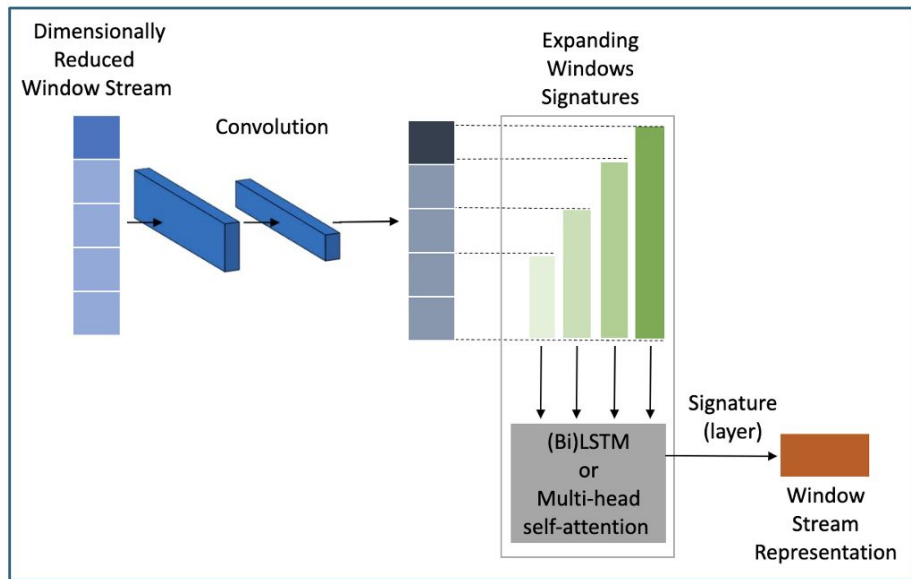 Dimensionally
Reduced
Window Stream
Convolution
Expanding
Windows
Signatures
(Bi)LSTM
or
Multi-head
self-attention
Signature
(layer)
Window
Stream
Representation